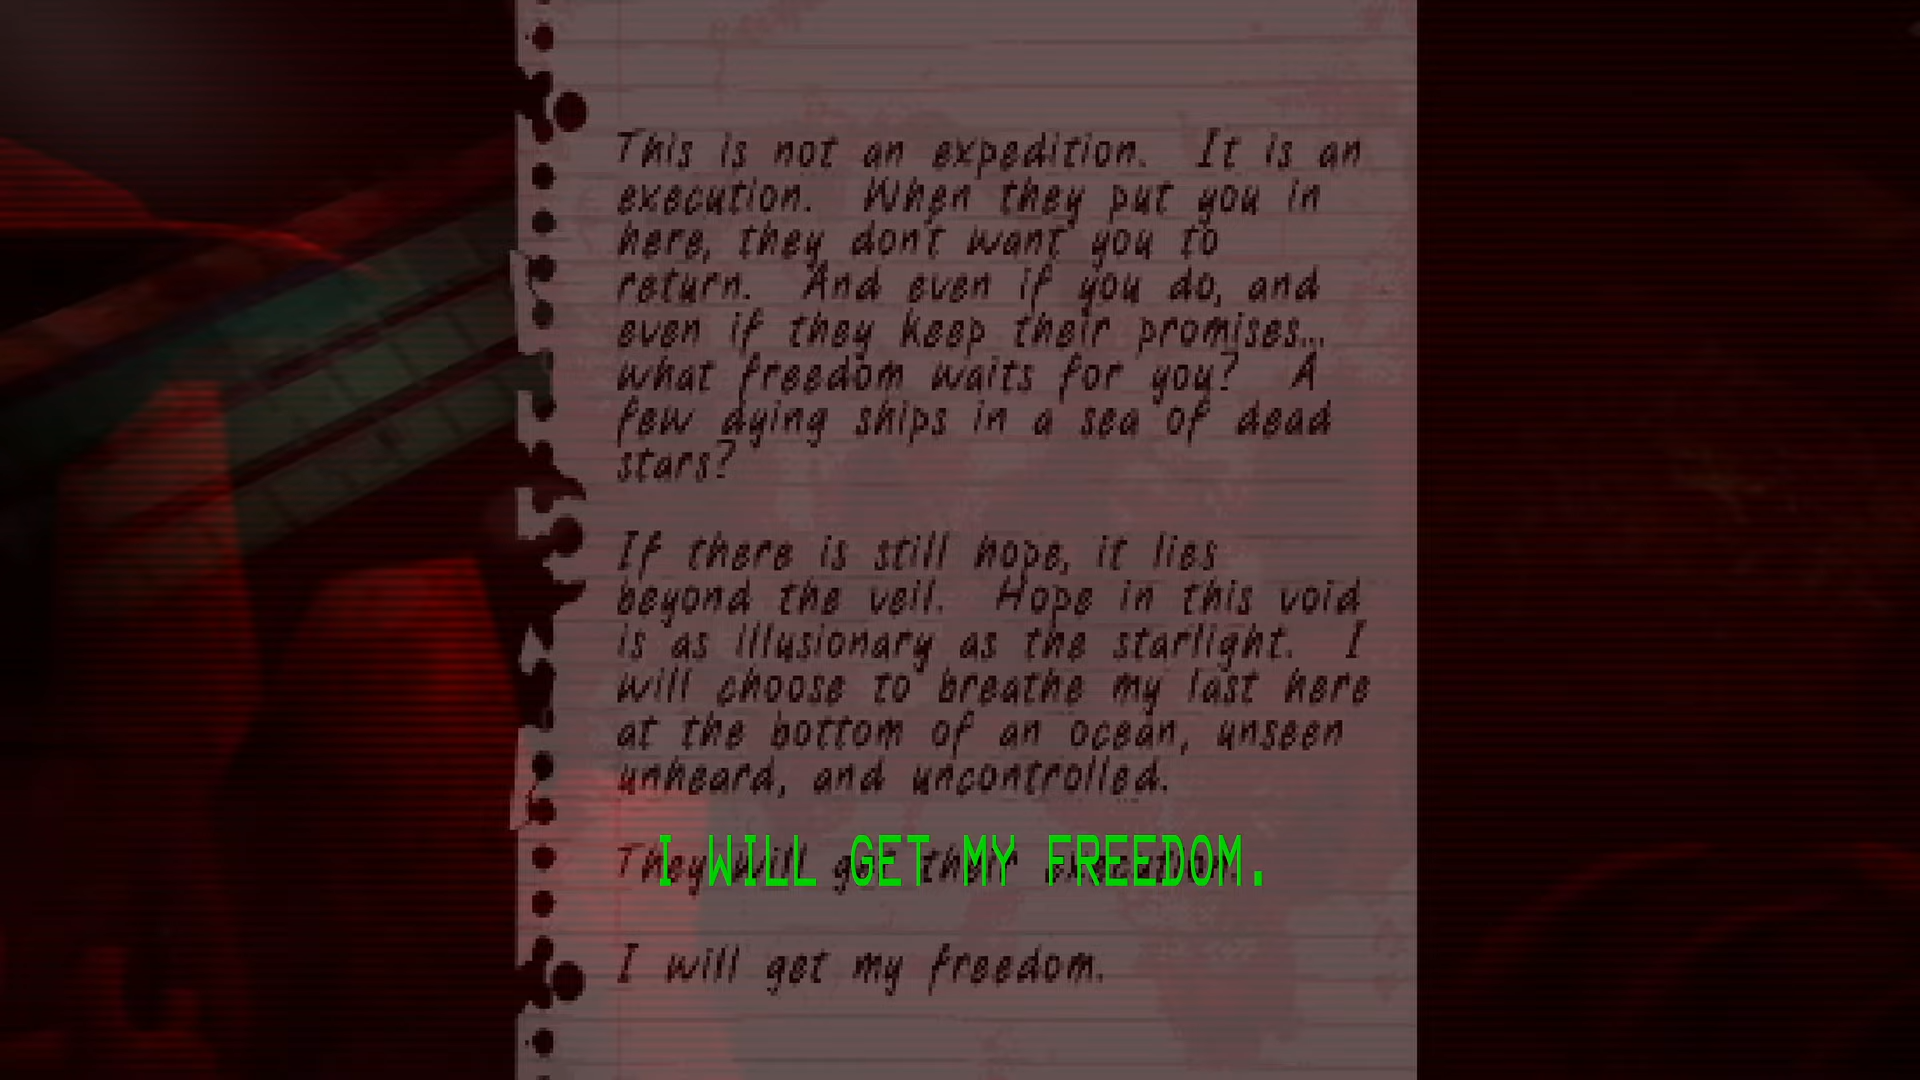 This is not an expedition. It is an
execution. When they put you in
here, they don't want you to
return. And even if you do, and
even if they keep their promises...
what freedom waits for you? A
few dying ships in a sea of dead
stars?
If there is still hope, it lies
beyond the veil. Hope in this void
is as illusionary as the starlight. I
will choose to breathe my last here
at the bottom of an ocean, unseen
unheard, and uncontrolled.
They will get their
I WILL GET MY FREEDOM.
I will get my freedom.